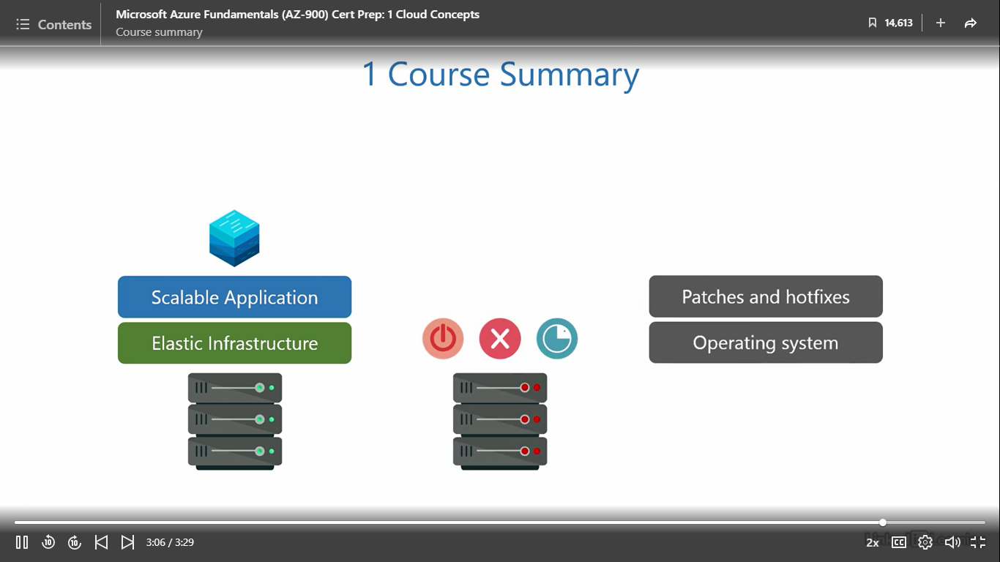 Contents
Microsoft Azure Fundamentals (AZ-900) Cert Prep: 1 Cloud Concepts
Course summary
14,613
1 Course Summary
Scalable Application
Elastic Infrastructure
Patches and hotfixes
Operating system
10
10
3:06 / 3:29
2x
CC